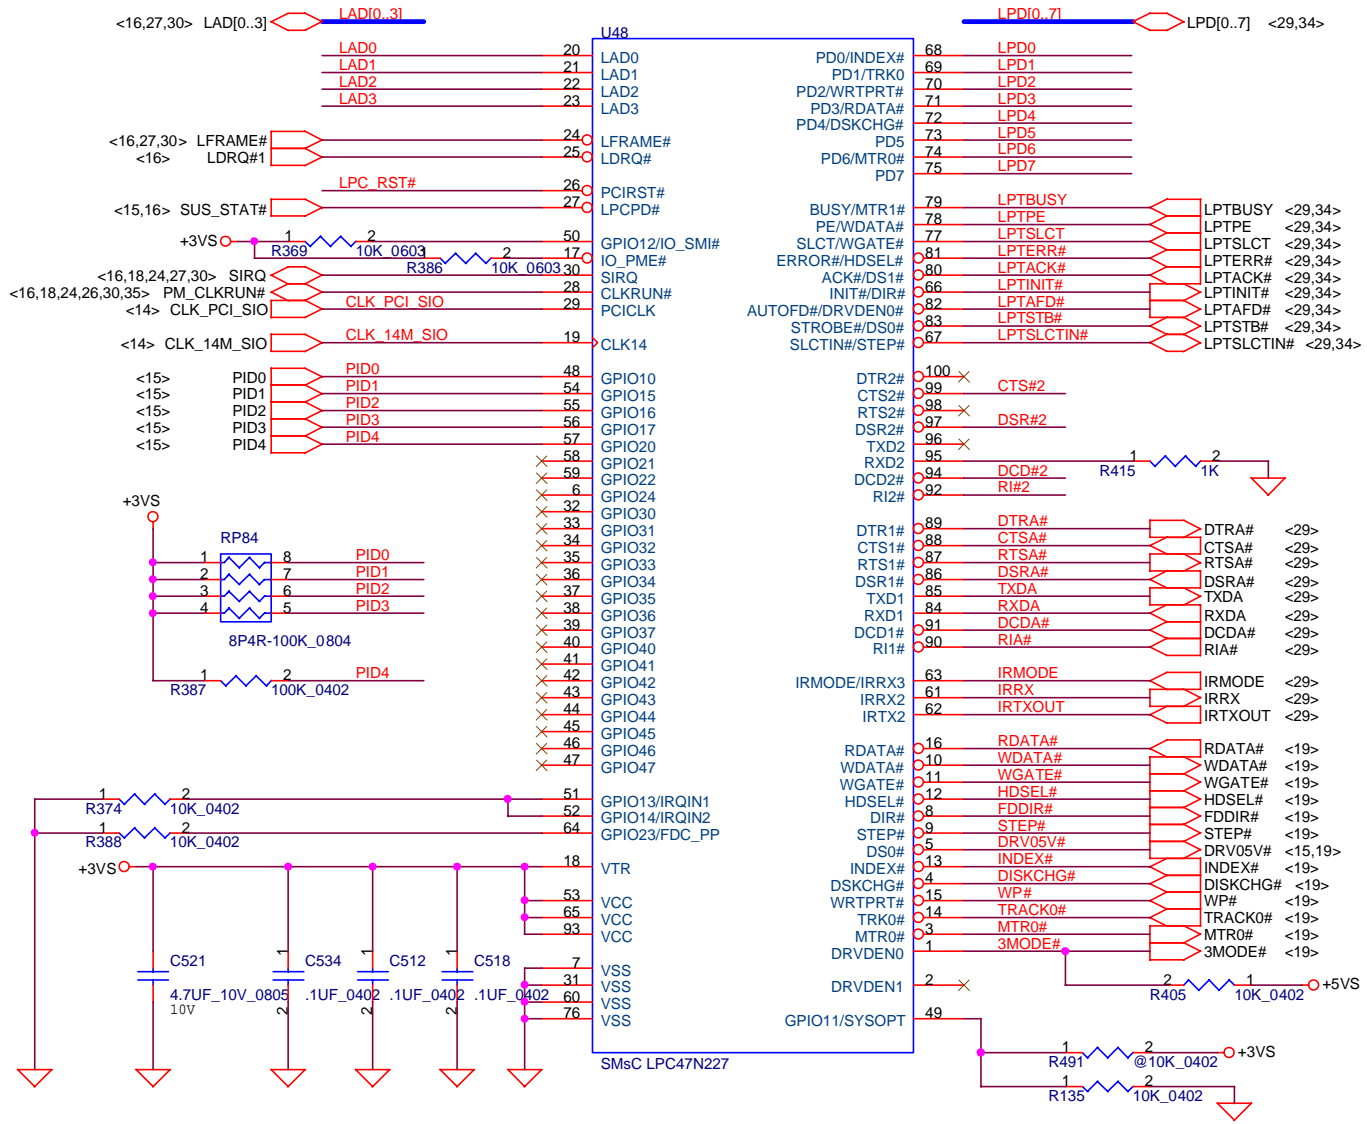 <16,27,30> LAD[0..3] LAD[0..3] LPD[0..7] LPD[0..7] <29,34>
U48
LAD0 20 LAD0 PD0/INDEX# 68 LPD0
LAD1 21 LAD1 PD1/TRK0 69 LPD1
LAD2 22 LAD2 PD2/WRTPRT# 70 LPD2
LAD3 23 LAD3 PD3/RDATA# 71 LPD3
PD4/DSKCHG# 72 LPD4
<16,27,30> LFRAME# 24 LFRAME# PD5 73 LPD5
<16> LDRQ#1 25 LDRQ# PD6/MTR0# 74 LPD6
PD7 75 LPD7
LPC_RST# 26 PCIRST#
<15,16> SUS_STAT# 27 LPCPD# BUSY/MTR1# 79 LPTBUSY LPTBUSY <29,34>
PE/WDATA# 78 LPTPE LPTPE <29,34>
+3VS 1 R369 2 10K_0603 50 GPIO12/IO_SMI# SLCT/WGATE# 77 LPTSLCT LPTSLCT <29,34>
1 R386 2 10K_0603 17 IO_PME# ERROR#/HDSEL# 81 LPTERR# LPTERR# <29,34>
<16,18,24,27,30> SIRQ 30 SIRQ ACK#/DS1# 80 LPTACK# LPTACK# <29,34>
<16,18,24,26,30,35> PM_CLKRUN# 28 CLKRUN# INIT#/DIR# 66 LPTINIT# LPTINIT# <29,34>
<14> CLK_PCI_SIO CLK_PCI_SIO 29 PCICLK AUTOFD#/DRVDEN0# 82 LPTAFD# LPTAFD# <29,34>
STROBE#/DS0# 83 LPTSTB# LPTSTB# <29,34>
<14> CLK_14M_SIO CLK_14M_SIO 19 CLK14 SLCTIN#/STEP# 67 LPTSLCTIN# LPTSLCTIN# <29,34>
<15> PID0 PID0 48 GPIO10 DTR2# 100
<15> PID1 PID1 54 GPIO15 CTS2# 99 CTS#2
<15> PID2 PID2 55 GPIO16 RTS2# 98
<15> PID3 PID3 56 GPIO17 DSR2# 97 DSR#2
<15> PID4 PID4 57 GPIO20 TXD2 96
58 GPIO21 RXD2 95 1 R415 2 1K
59 GPIO22 DCD2# 94 DCD#2
6 GPIO24 RI2# 92 RI#2
+3VS 32 GPIO30
33 GPIO31 DTR1# 89 DTRA# DTRA# <29>
RP84 34 GPIO32 CTS1# 88 CTSA# CTSA# <29>
1 8 PID0 35 GPIO33 RTS1# 87 RTSA# RTSA# <29>
2 7 PID1 36 GPIO34 DSR1# 86 DSRA# DSRA# <29>
3 6 PID2 37 GPIO35 TXD1 85 TXDA TXDA <29>
4 5 PID3 38 GPIO36 RXD1 84 RXDA RXDA <29>
39 GPIO37 DCD1# 91 DCDA# DCDA# <29>
8P4R-100K_0804 40 GPIO40 RI1# 90 RIA# RIA# <29>
41 GPIO41
1 R387 2 100K_0402 PID4 42 GPIO42 IRMODE/IRRX3 63 IRMODE IRMODE <29>
43 GPIO43 IRRX2 61 IRRX IRRX <29>
44 GPIO44 IRTX2 62 IRTXOUT IRTXOUT <29>
45 GPIO45
46 GPIO46 RDATA# 16 RDATA# RDATA# <19>
47 GPIO47 WDATA# 10 WDATA# WDATA# <19>
WGATE# 11 WGATE# WGATE# <19>
1 R374 2 10K_0402 51 GPIO13/IRQIN1 HDSEL# 12 HDSEL# HDSEL# <19>
52 GPIO14/IRQIN2 DIR# 8 FDDIR# FDDIR# <19>
1 R388 2 10K_0402 64 GPIO23/FDC_PP STEP# 9 STEP# STEP# <19>
DS0# 5 DRV05V# DRV05V# <15,19>
+3VS 18 VTR INDEX# 13 INDEX# INDEX# <19>
DSKCHG# 4 DISKCHG# DISKCHG# <19>
53 VCC WRTPRT# 15 WP# WP# <19>
65 VCC TRK0# 14 TRACK0# TRACK0# <19>
93 VCC MTR0# 3 MTR0# MTR0# <19>
DRVDEN0 1 3MODE# 3MODE# <19>
C521 1 C534 1 C512 1 C518 7 VSS
4.7UF_10V_0805 .1UF_0402 .1UF_0402 .1UF_0402 31 VSS DRVDEN1 2 2 R405 1 10K_0402 +5VS
10V 2 2 2 60 VSS
76 VSS GPIO11/SYSOPT 49
1 R491 2 @10K_0402 +3VS
SMsC LPC47N227
1 R135 2 10K_0402